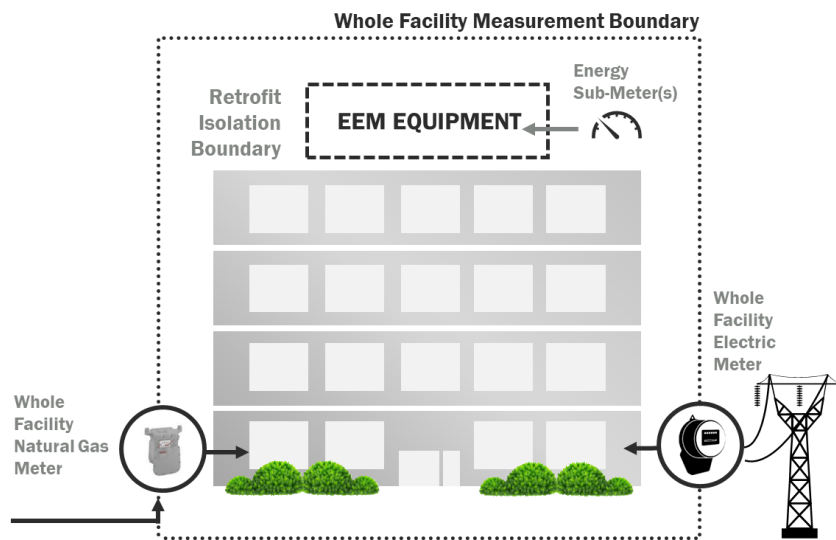 Whole Facility Measurement Boundary
Energy
Sub-Meter(s)
Retrofit
Isolation
Boundary
EEM EQUIPMENT
Whole
Facility
Electric
Meter
Whole
Facility
Natural Gas
Meter